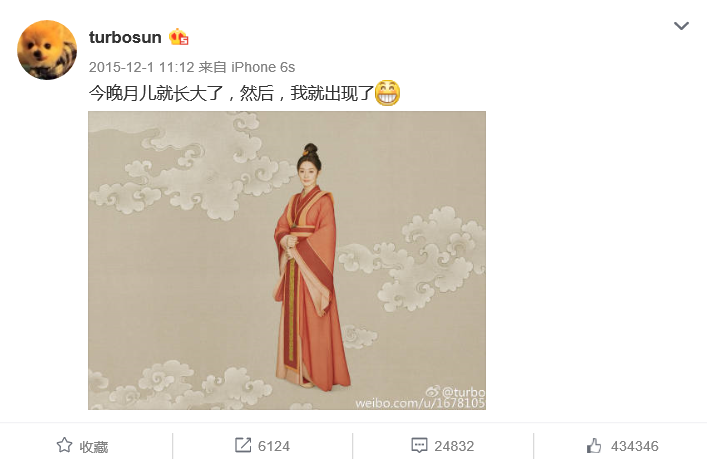 turbosun
2015-12-1 11:12 来自 iPhone 6s
今晚月儿就长大了，然后，我就出现了
@turbo
weibo.com/u/1678105
收藏
6124
24832
434346